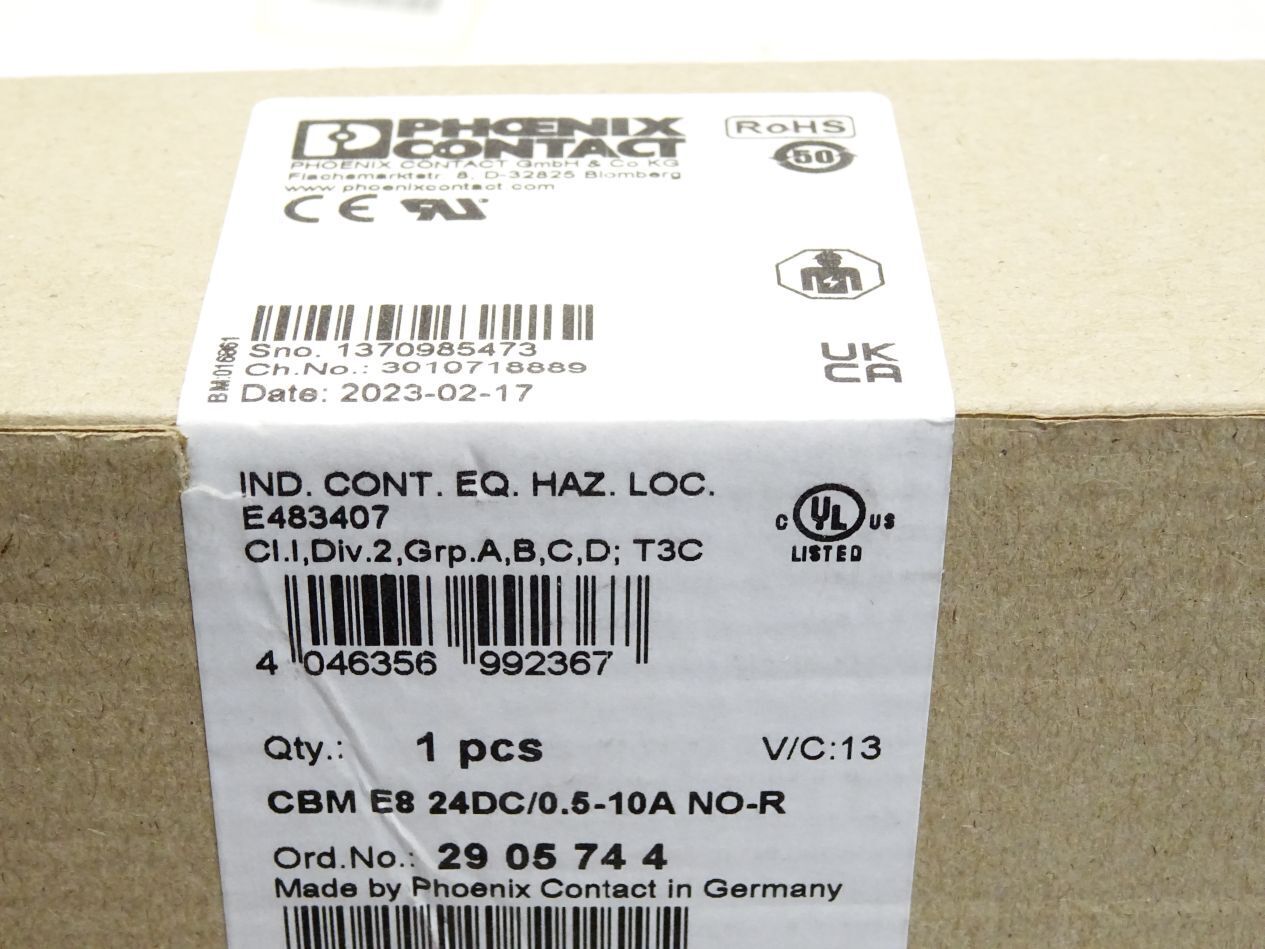 PHOENIX
CONTACT
PHOENIX CONTACT GmbH & Co KG
Flachsmarktstr 8, D-32825 Blomberg
www phoenixcontact com
CE
RoHS
50
UK
CA
Sno. 1370985473
Ch.No.: 3010718889
Date: 2023-02-17
IND. CONT. EQ. HAZ. LOC.
E483407
Cl.I,Div.2,Grp.A,B,C,D; T3C
C UL US
LISTED
4 046356 992367
Qty.: 1 pcs V/C:13
CBM E8 24DC/0.5-10A NO-R
Ord.No.: 29 05 74 4
Made by Phoenix Contact in Germany